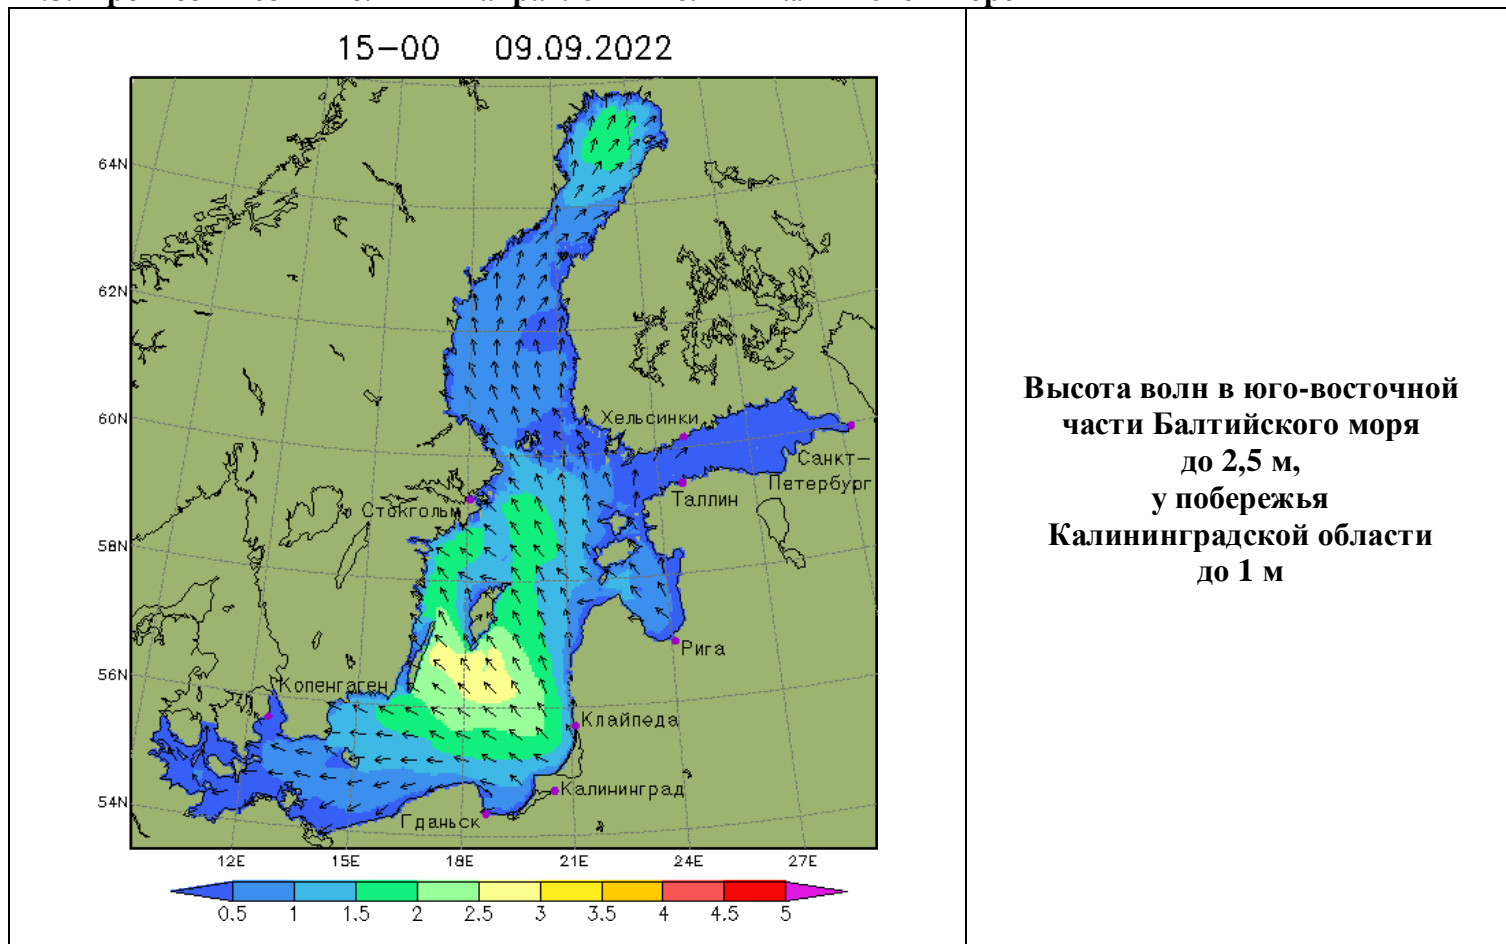 15-00 09.09.2022
64N
62N
60N
58N
56N
54N
Хельсинки
Санкт-
Петербург
Таллин
Стокгольм
Рига
Копенгаген
Клайпеда
Калининград
Гданьск
12E 15E 18E 21E 24E 27E
0.5 1 1.5 2 2.5 3 3.5 4 4.5 5
Высота волн в юго-восточной
части Балтийского моря
до 2,5 м,
у побережья
Калининградской области
до 1 м